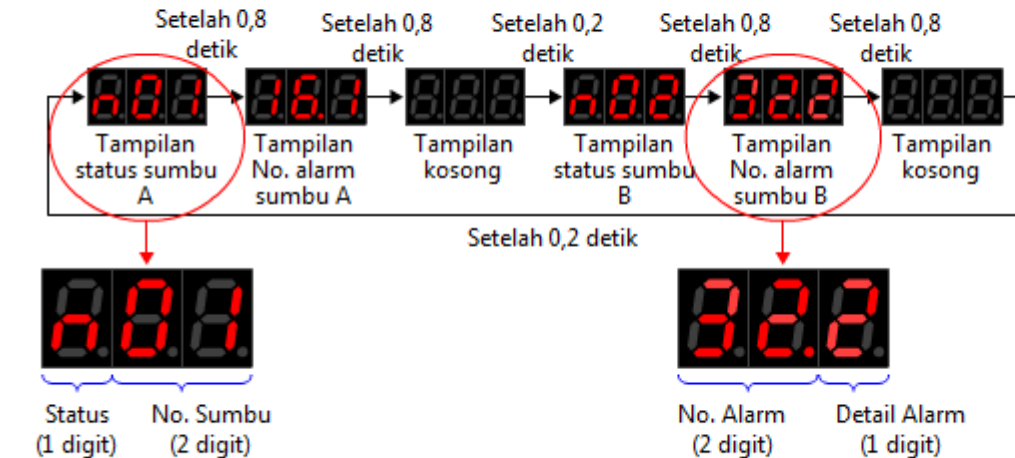 Setelah 0,8
detik
Setelah 0,8
detik
Setelah 0,2
detik
Setelah 0,8
detik
Setelah 0,8
detik
n01
16.1
n02
32.2
Tampilan
status sumbu
A
Tampilan
No. alarm
sumbu A
Tampilan
kosong
Tampilan
status sumbu
B
Tampilan
No. alarm
sumbu B
Tampilan
kosong
Setelah 0,2 detik
n01
32.2
Status
(1 digit)
No. Sumbu
(2 digit)
No. Alarm
(2 digit)
Detail Alarm
(1 digit)